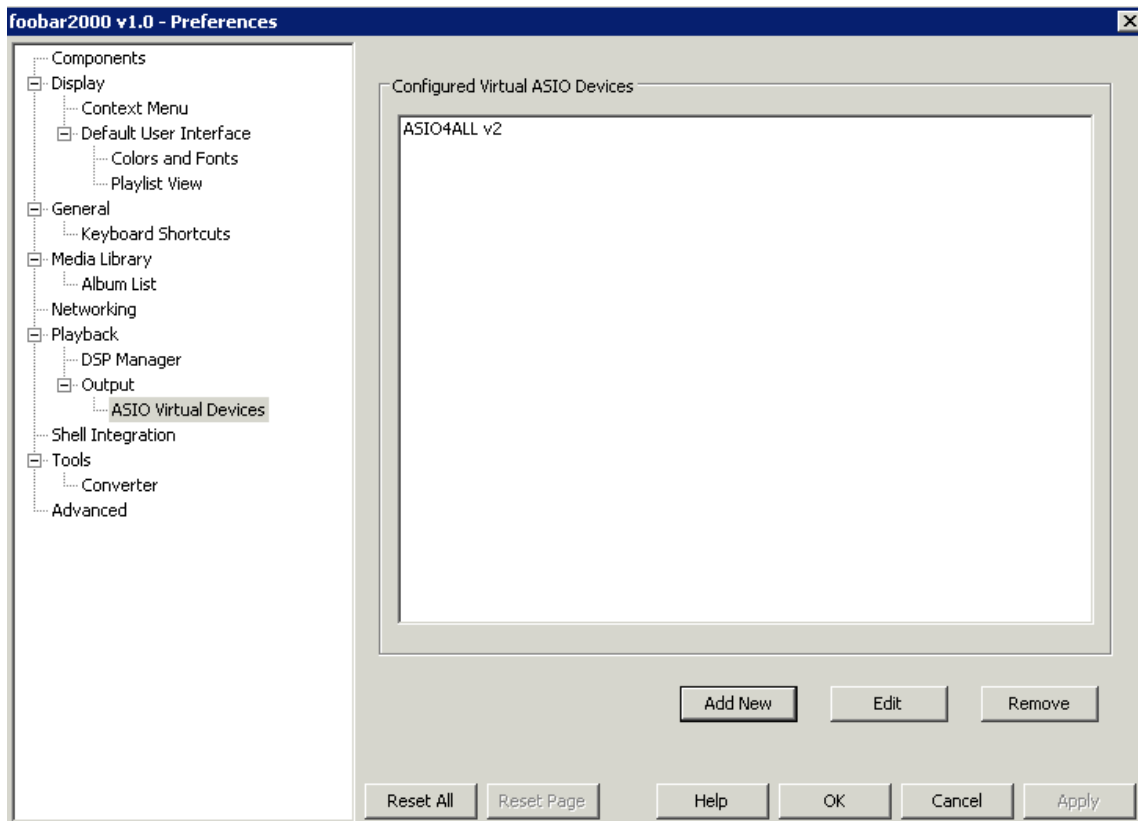 foobar2000 v1.0 - Preferences
Components
Display
Context Menu
Default User Interface
Colors and Fonts
Playlist View
General
Keyboard Shortcuts
Media Library
Album List
Networking
Playback
DSP Manager
Output
ASIO Virtual Devices
Shell Integration
Tools
Converter
Advanced
Configured Virtual ASIO Devices
ASIO4ALL v2
Add New
Edit
Remove
Reset All
Reset Page
Help
OK
Cancel
Apply